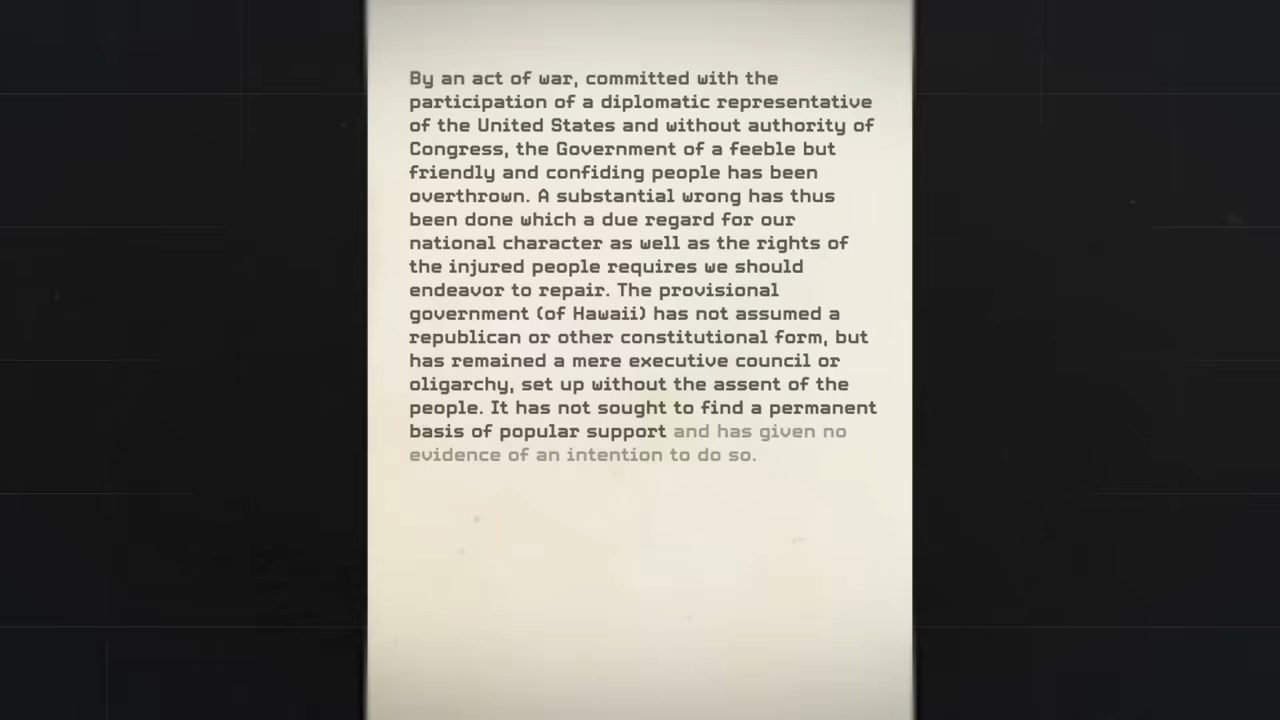 By an act of war, committed with the
participation of a diplomatic representative
of the United States and without authority of
Congress, the Government of a feeble but
friendly and confiding people has been
overthrown. A substantial wrong has thus
been done which a due regard for our
national character as well as the rights of
the injured people requires we should
endeavor to repair. The provisional
government (of Hawaii) has not assumed a
republican or other constitutional form, but
has remained a mere executive council or
oligarchy, set up without the assent of the
people. It has not sought to find a permanent
basis of popular support and has given no
evidence of an intention to do so.